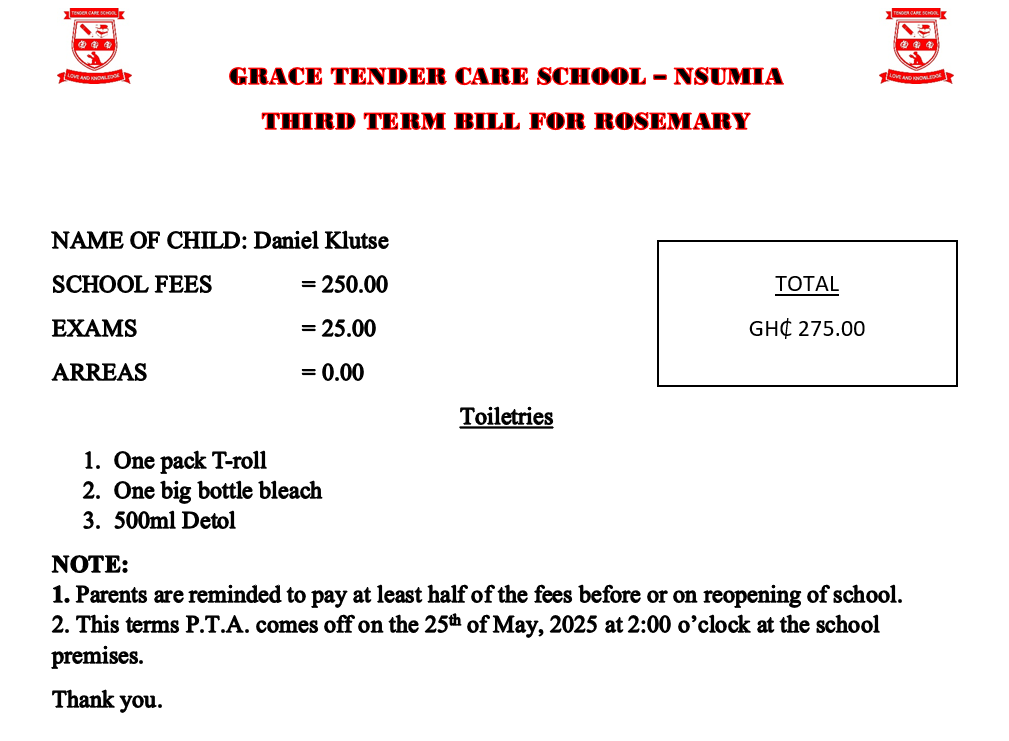 TENDER CARE SCHOOL
LOVE AND KNOWLEDGE
TENDER CARE SCHOOL
LOVE AND KNOWLEDGE
GRACE TENDER CARE SCHOOL – NSUMIA
THIRD TERM BILL FOR ROSEMARY
NAME OF CHILD: Daniel Klutse
SCHOOL FEES = 250.00
EXAMS = 25.00
ARREAS = 0.00
TOTAL
GH₵ 275.00
Toiletries
1. One pack T-roll
2. One big bottle bleach
3. 500ml Detol
NOTE:
1. Parents are reminded to pay at least half of the fees before or on reopening of school.
2. This terms P.T.A. comes off on the 25th of May, 2025 at 2:00 o’clock at the school
premises.
Thank you.